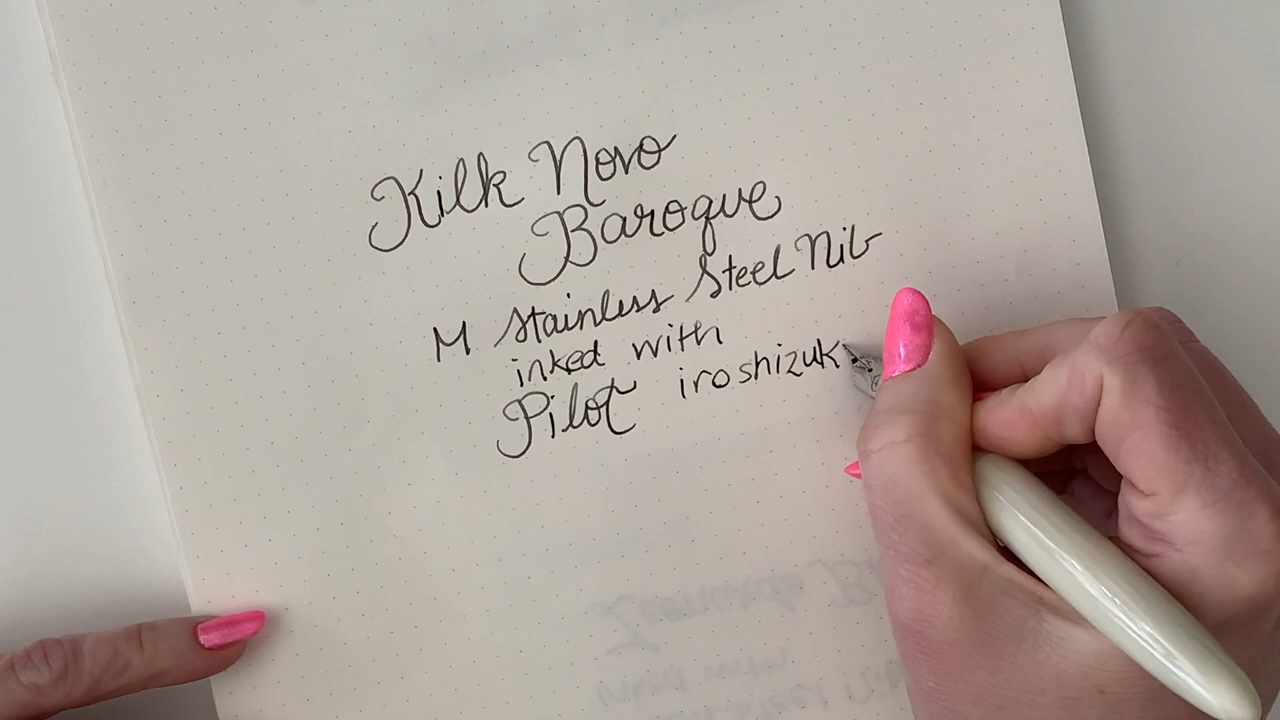 Kilk Novo
Baroque
M Stainless Steel Nib
inked with
Pilot iroshizuk